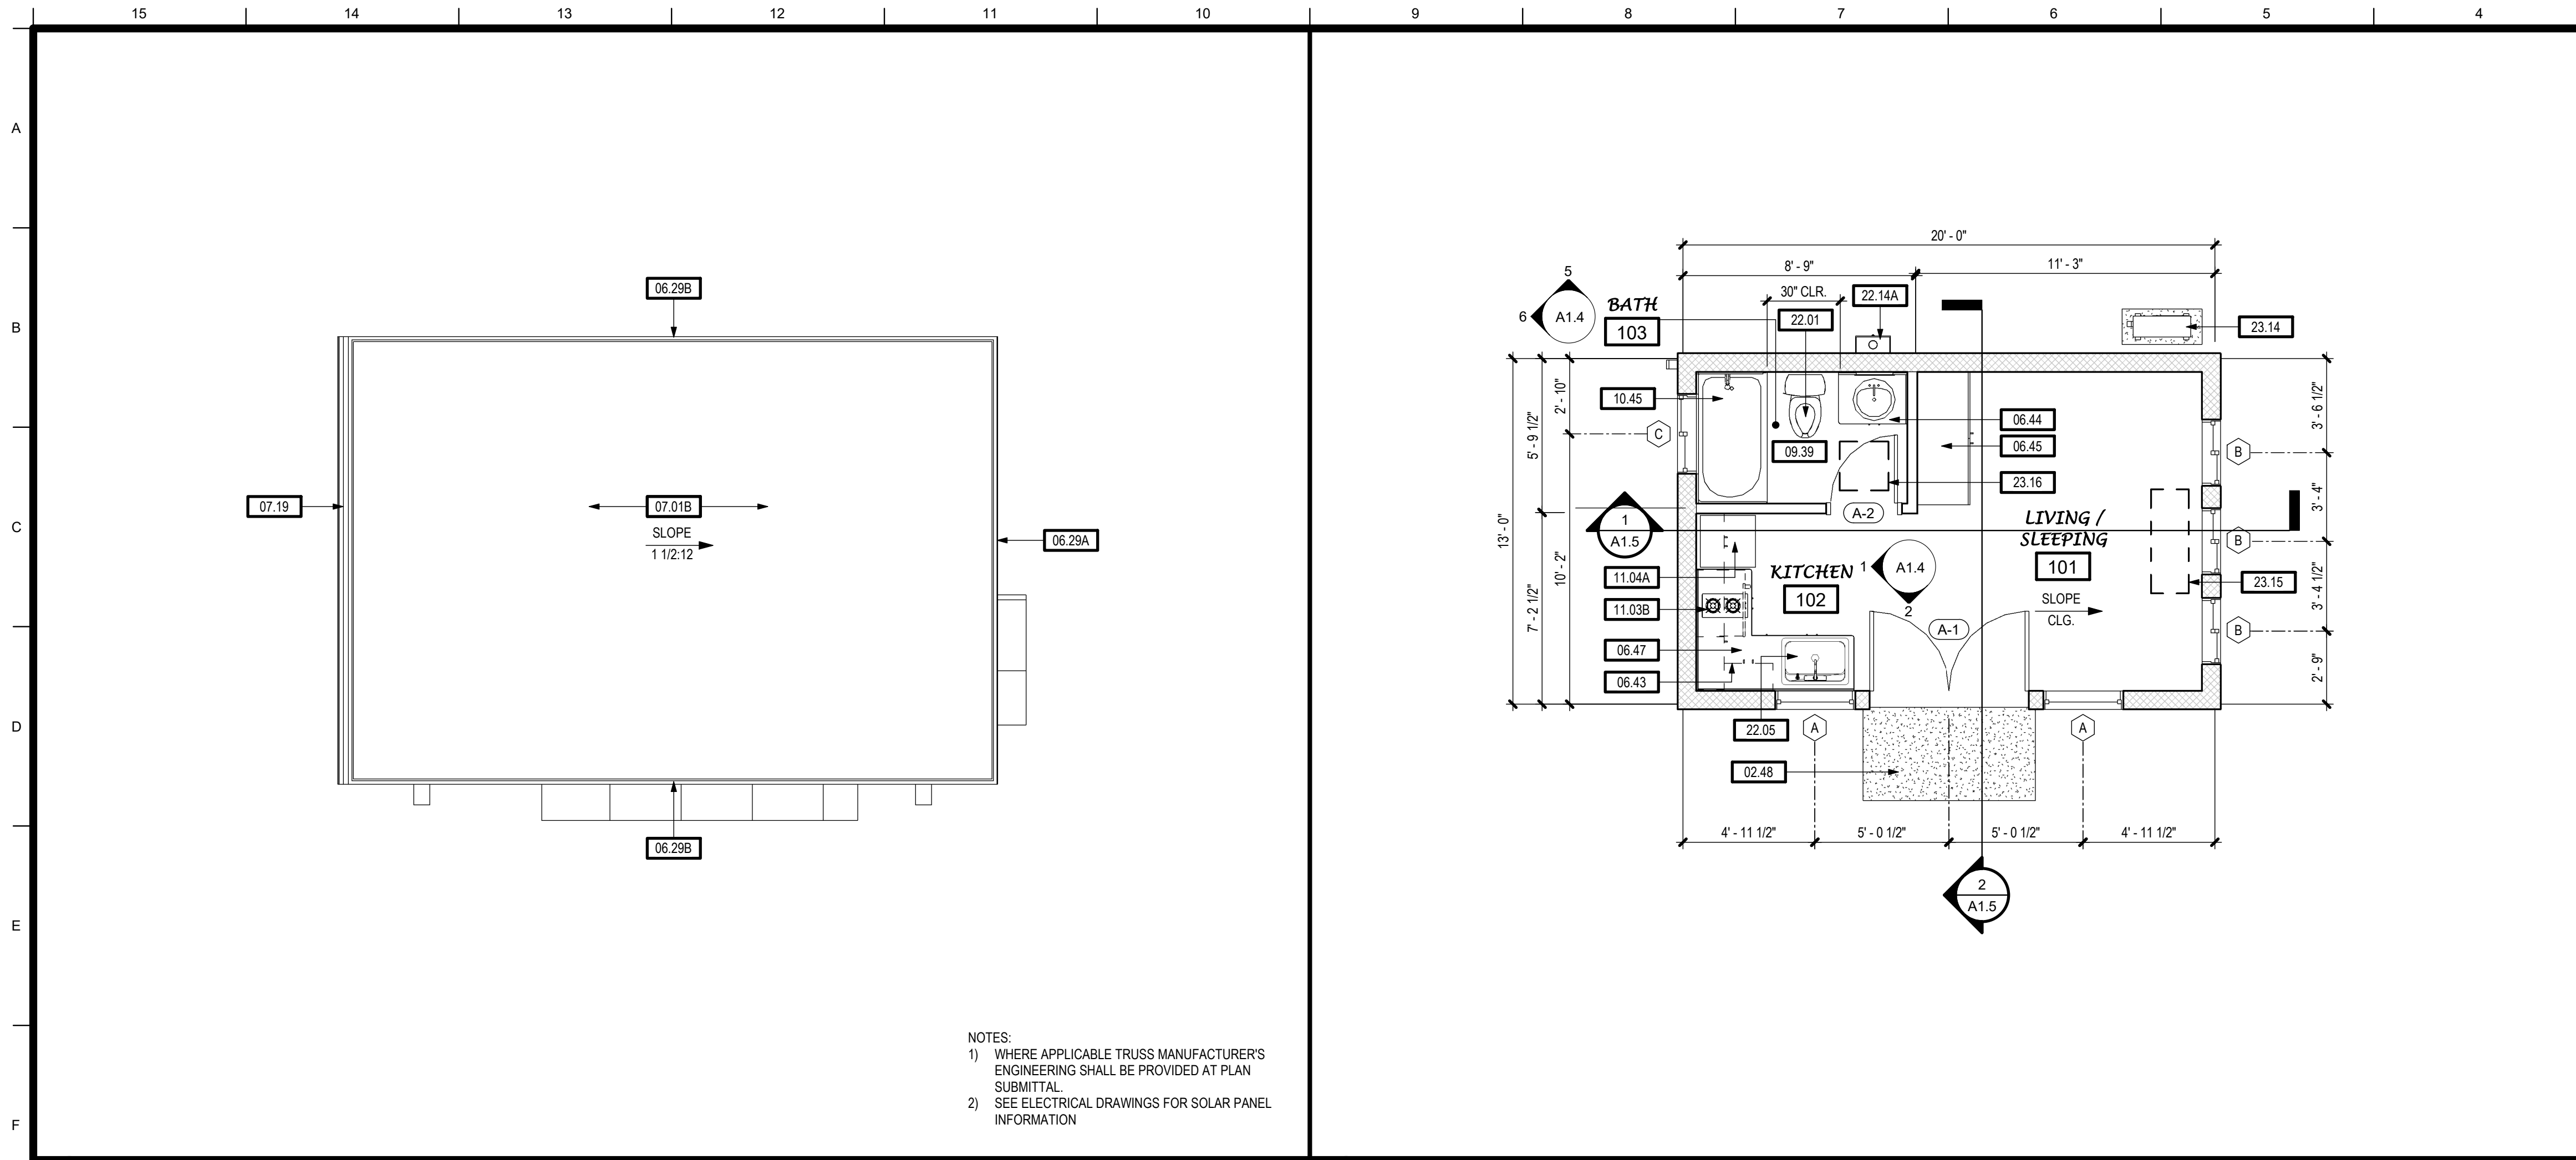 15 14 13 12 11 10 9 8 7 6 5 4
A
B
C
D
E
F
06.29B
07.19
07.01B
SLOPE
1 1/2:12
06.29A
06.29B
NOTES:
1) WHERE APPLICABLE TRUSS MANUFACTURER'S
ENGINEERING SHALL BE PROVIDED AT PLAN
SUBMITTAL.
2) SEE ELECTRICAL DRAWINGS FOR SOLAR PANEL
INFORMATION
20' - 0"
8' - 9"
11' - 3"
30" CLR.
22.14A
5
6
A1.4
BATH
103
22.01
23.14
10.45
2' - 10"
5' - 9 1/2"
3' - 6 1/2"
06.44
C
09.39
06.45
B
23.16
3' - 4"
A-2
1
A1.5
13' - 0"
LIVING /
SLEEPING
101
B
10' - 2"
11.04A
KITCHEN
102
1
A1.4
2
23.15
11.03B
SLOPE
CLG.
3' - 4 1/2"
7' - 2 1/2"
A-1
B
06.47
06.43
2' - 9"
22.05
A
A
02.48
4' - 11 1/2"
5' - 0 1/2"
5' - 0 1/2"
4' - 11 1/2"
2
A1.5